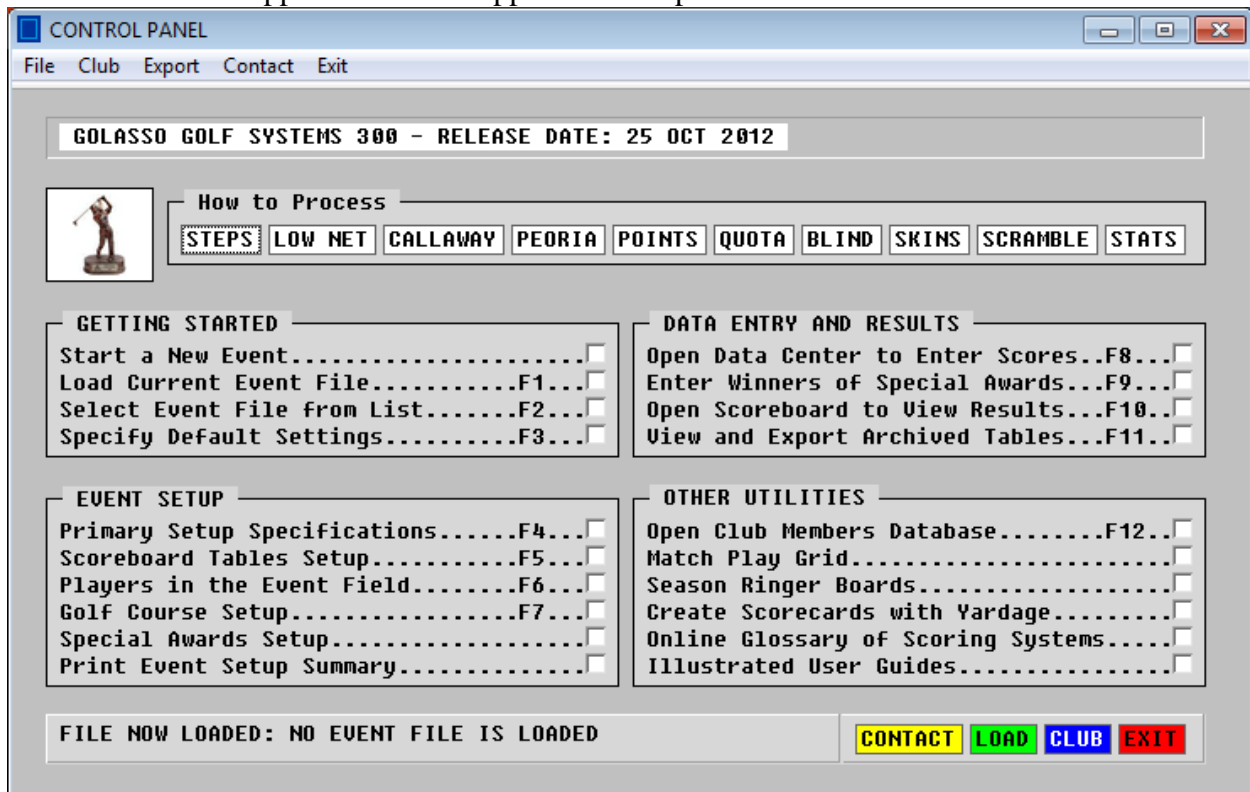 CONTROL PANEL
File Club Export Contact Exit
GOLASSO GOLF SYSTEMS 300 - RELEASE DATE: 25 OCT 2012
How to Process
STEPS LOW NET CALLAWAY PEORIA POINTS QUOTA BLIND SKINS SCRAMBLE STATS
GETTING STARTED
Start a New Event......................
Load Current Event File...........F1...
Select Event File from List.......F2...
Specify Default Settings..........F3...
DATA ENTRY AND RESULTS
Open Data Center to Enter Scores..F8...
Enter Winners of Special Awards...F9...
Open Scoreboard to View Results...F10..
View and Export Archived Tables...F11..
EVENT SETUP
Primary Setup Specifications......F4...
Scoreboard Tables Setup...........F5...
Players in the Event Field........F6...
Golf Course Setup.................F7...
Special Awards Setup...................
Print Event Setup Summary..............
OTHER UTILITIES
Open Club Members Database........F12..
Match Play Grid........................
Season Ringer Boards...................
Create Scorecards with Yardage.........
Online Glossary of Scoring Systems.....
Illustrated User Guides................
FILE NOW LOADED: NO EVENT FILE IS LOADED
CONTACT LOAD CLUB EXIT